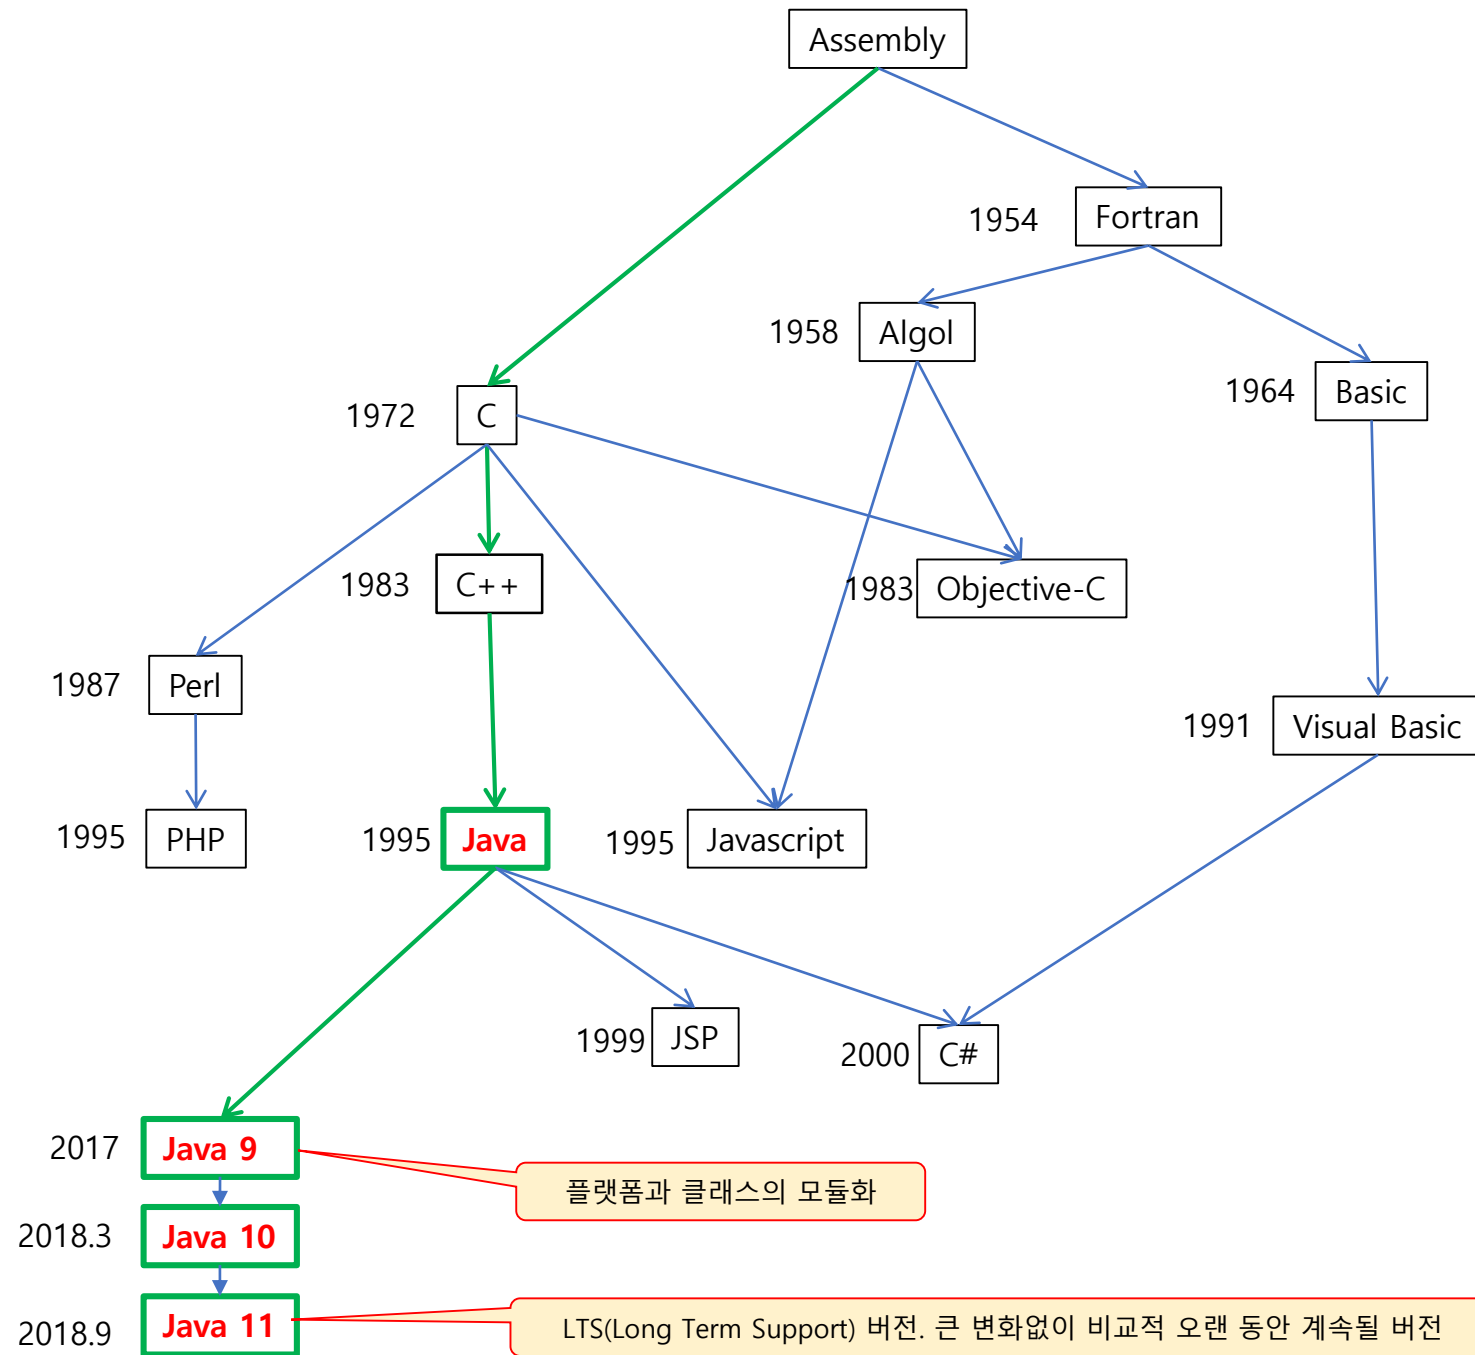 Assembly
1954 Fortran
1958 Algol
1964 Basic
1972 C
1983 C++
1983 Objective-C
1987 Perl
1991 Visual Basic
1995 PHP
1995 Java
1995 Javascript
1999 JSP
2000 C#
2017 Java 9
플랫폼과 클래스의 모듈화
2018.3 Java 10
2018.9 Java 11
LTS(Long Term Support) 버전. 큰 변화없이 비교적 오랜 동안 계속될 버전